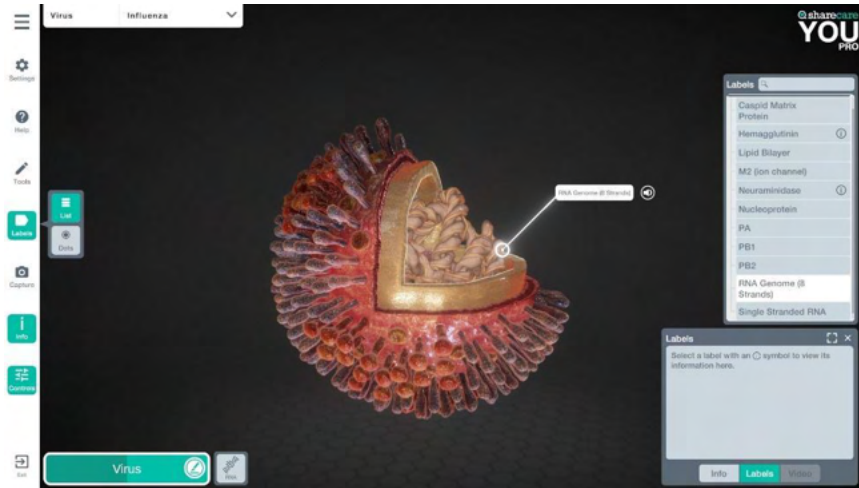 Virus
Influenza
sharecare
YOU
PRO
Settings
Help
Tools
Labels
Capture
Info
Controls
Exit
List
Dots
RNA Genome (8 Strands)
Labels
Caspid Matrix
Protein
Hemagglutinin
Lipid Bilayer
M2 (ion channel)
Neuraminidase
Nucleoprotein
PA
PB1
PB2
RNA Genome (8
Strands)
Single Stranded RNA
Labels
Select a label with an ⓘ symbol to view its
information here.
Info
Labels
Video
Virus
RNA